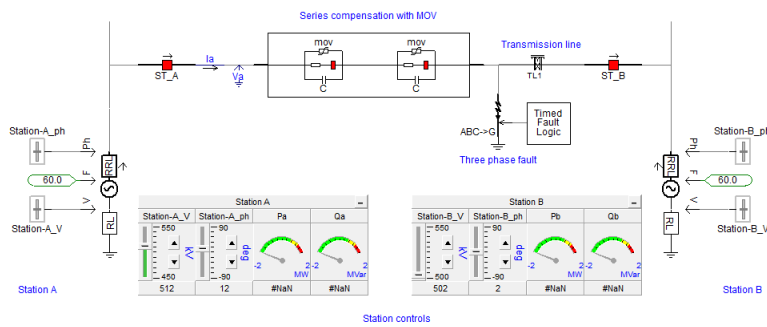 Series compensation with MOV
mov
mov
Transmission line
ST_A
Ia
Va
C
C
TL1
ST_B
ABC->G
Timed
Fault
Logic
Three phase fault
Station-A_ph
Ph
RRL
60.0
F
V
Station-A_V
RL
Station-B_ph
Ph
RRL
F
60.0
V
RL
Station-B_V
Station A
Station-A_V
Station-A_ph
Pa
Qa
550
450
kV
90
-90
deg
-2
2
MW
-2
2
MVar
512
12
#NaN
#NaN
Station B
Station-B_V
Station-B_ph
Pb
Qb
550
500
kV
90
-90
deg
-2
2
MW
-2
2
MVar
502
2
#NaN
#NaN
Station A
Station B
Station controls